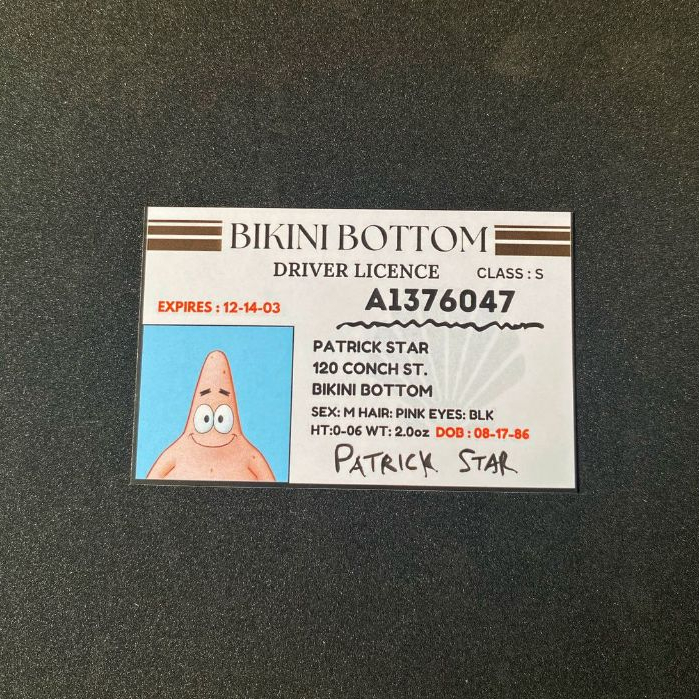 BIKINI BOTTOM
DRIVER LICENCE CLASS : S
EXPIRES : 12-14-03 A1376047
PATRICK STAR
120 CONCH ST.
BIKINI BOTTOM
SEX: M HAIR: PINK EYES: BLK
HT:0-06 WT: 2.0oz DOB : 08-17-86
PATRICK STAR